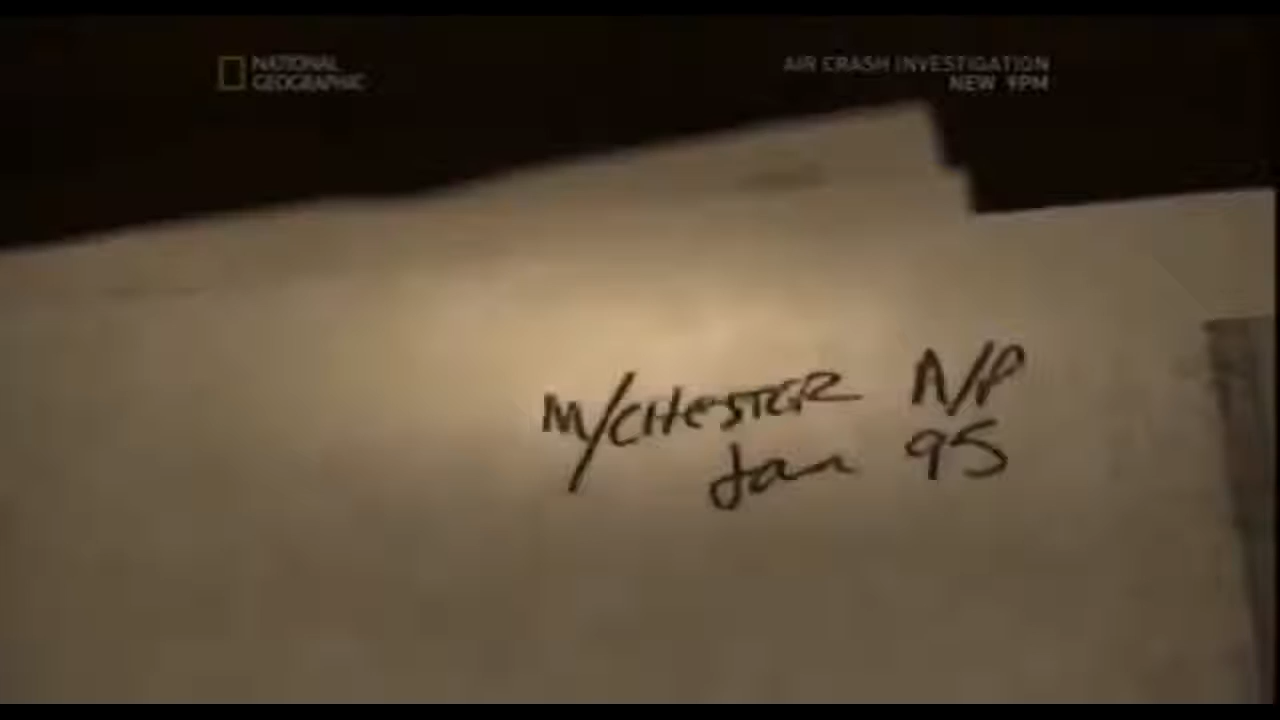 NATIONAL
GEOGRAPHIC
AIR CRASH INVESTIGATION
NEW 9PM
M/CHeSTER A/P
Jan 95